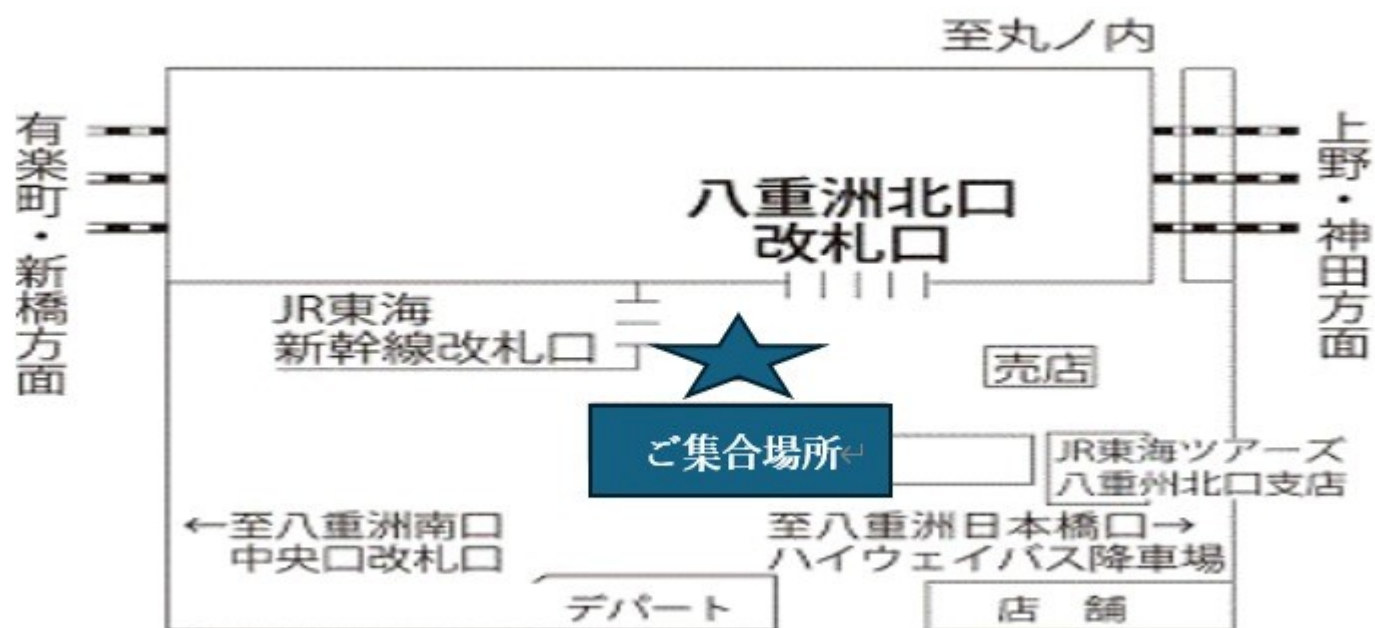 至丸ノ内
有楽町・新橋方面
上野・神田方面
八重洲北口
改札口
JR東海
新幹線改札口
売店
ご集合場所↵
JR東海ツアーズ
八重州北口支店
←至八重洲南口
中央口改札口
至八重洲日本橋口→
ハイウェイバス降車場
デパート
店　舗